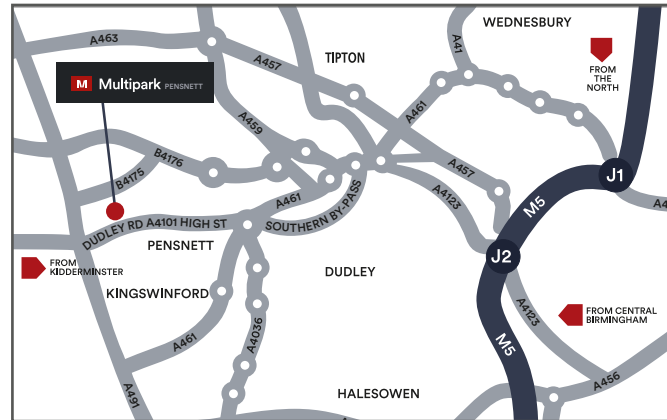 WEDNESBURY
A463
A41
TIPTON
A457
FROM
THE
NORTH
M Multipark PENSNETT
A461
A459
B4176
A457
J1
B4175
A461
A4123
M5
A4
DUDLEY RD A4101 HIGH ST
SOUTHERN BY-PASS
PENSNETT
J2
FROM
KIDDERMINSTER
DUDLEY
KINGSWINFORD
A4123
FROM CENTRAL
BIRMINGHAM
A4036
M5
A461
A456
A491
HALESOWEN